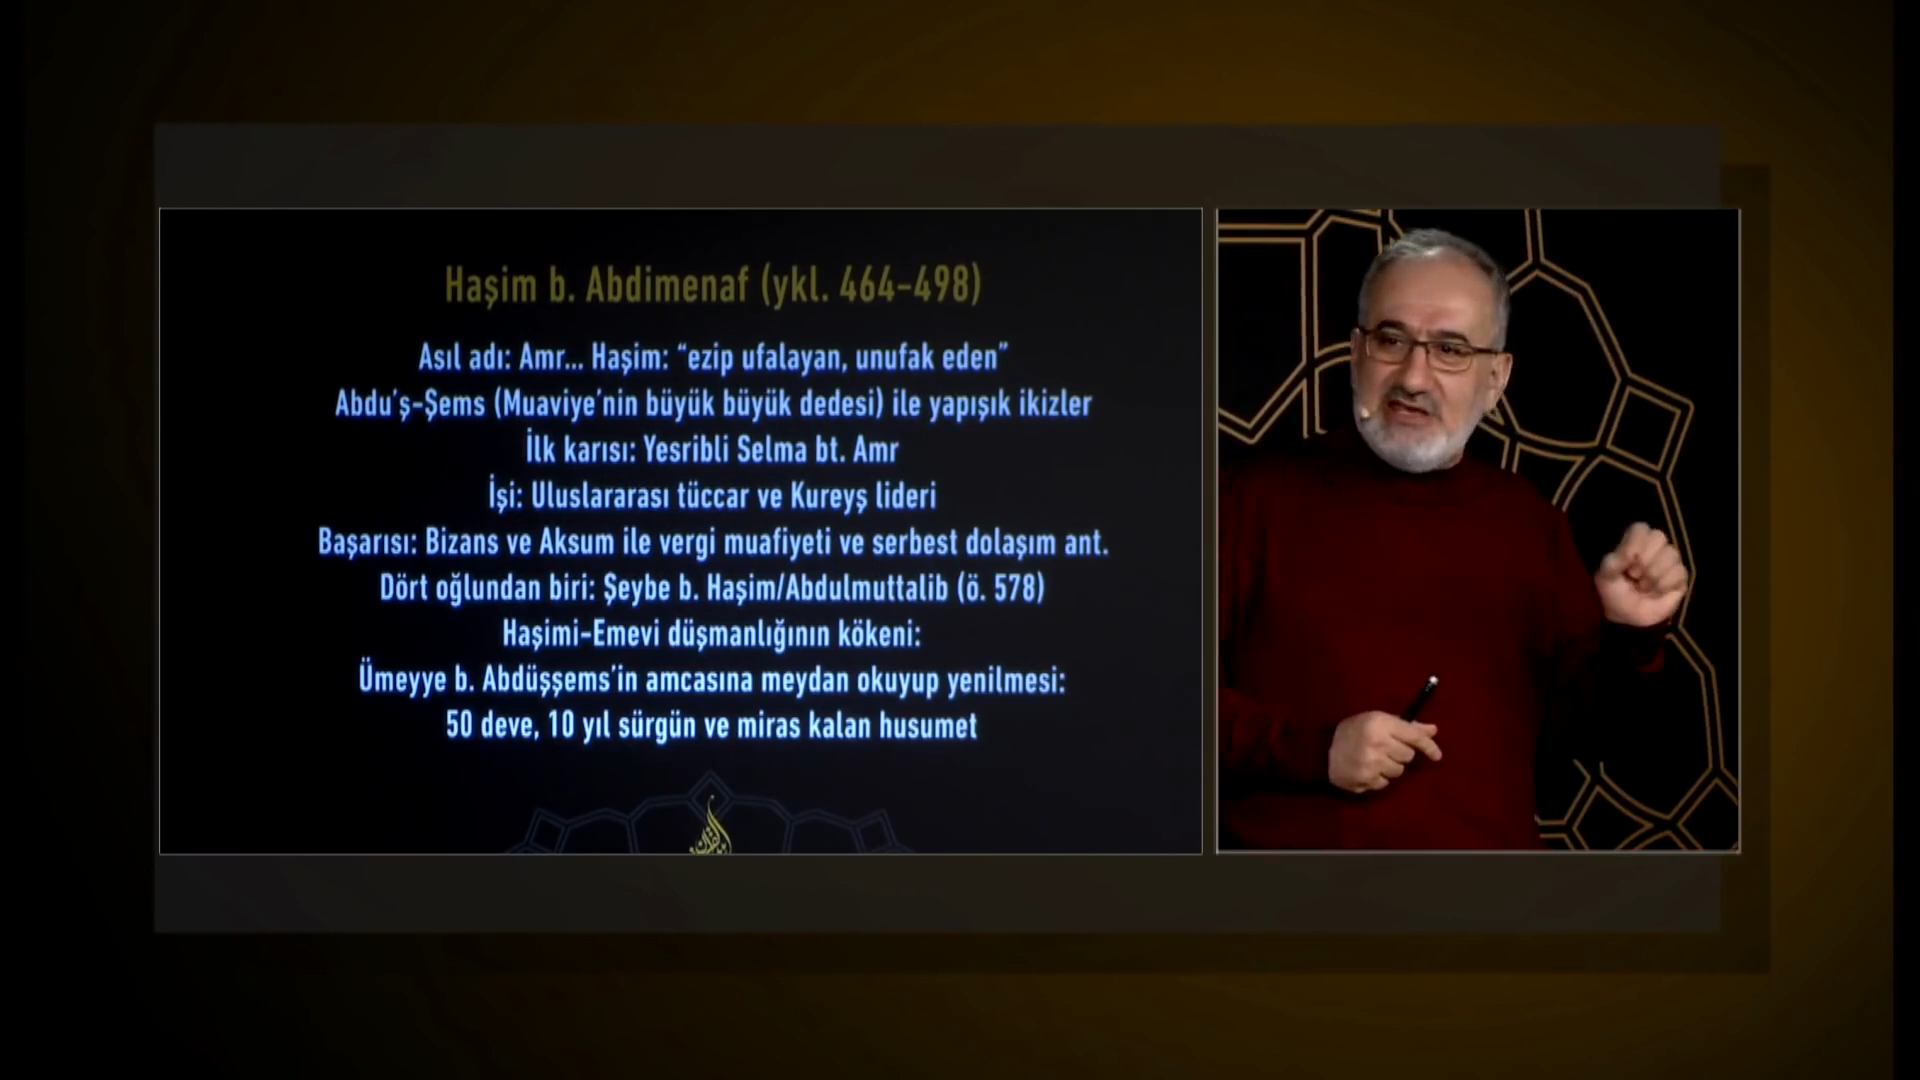 Haşim b. Abdimenaf (ykl. 464-498)
Asıl adı: Amr... Haşim: “ezip ufalayan, unufak eden”
Abdu’ş-Şems (Muaviye’nin büyük büyük dedesi) ile yapışık ikizler
İlk karısı: Yesribli Selma bt. Amr
İşi: Uluslararası tüccar ve Kureyş lideri
Başarısı: Bizans ve Aksum ile vergi muafiyeti ve serbest dolaşım ant.
Dört oğlundan biri: Şeybe b. Haşim/Abdulmuttalib (ö. 578)
Haşimi-Emevi düşmanlığının kökeni:
Ümeyye b. Abdüşşems’in amcasına meydan okuyup yenilmesi:
50 deve, 10 yıl sürgün ve miras kalan husumet